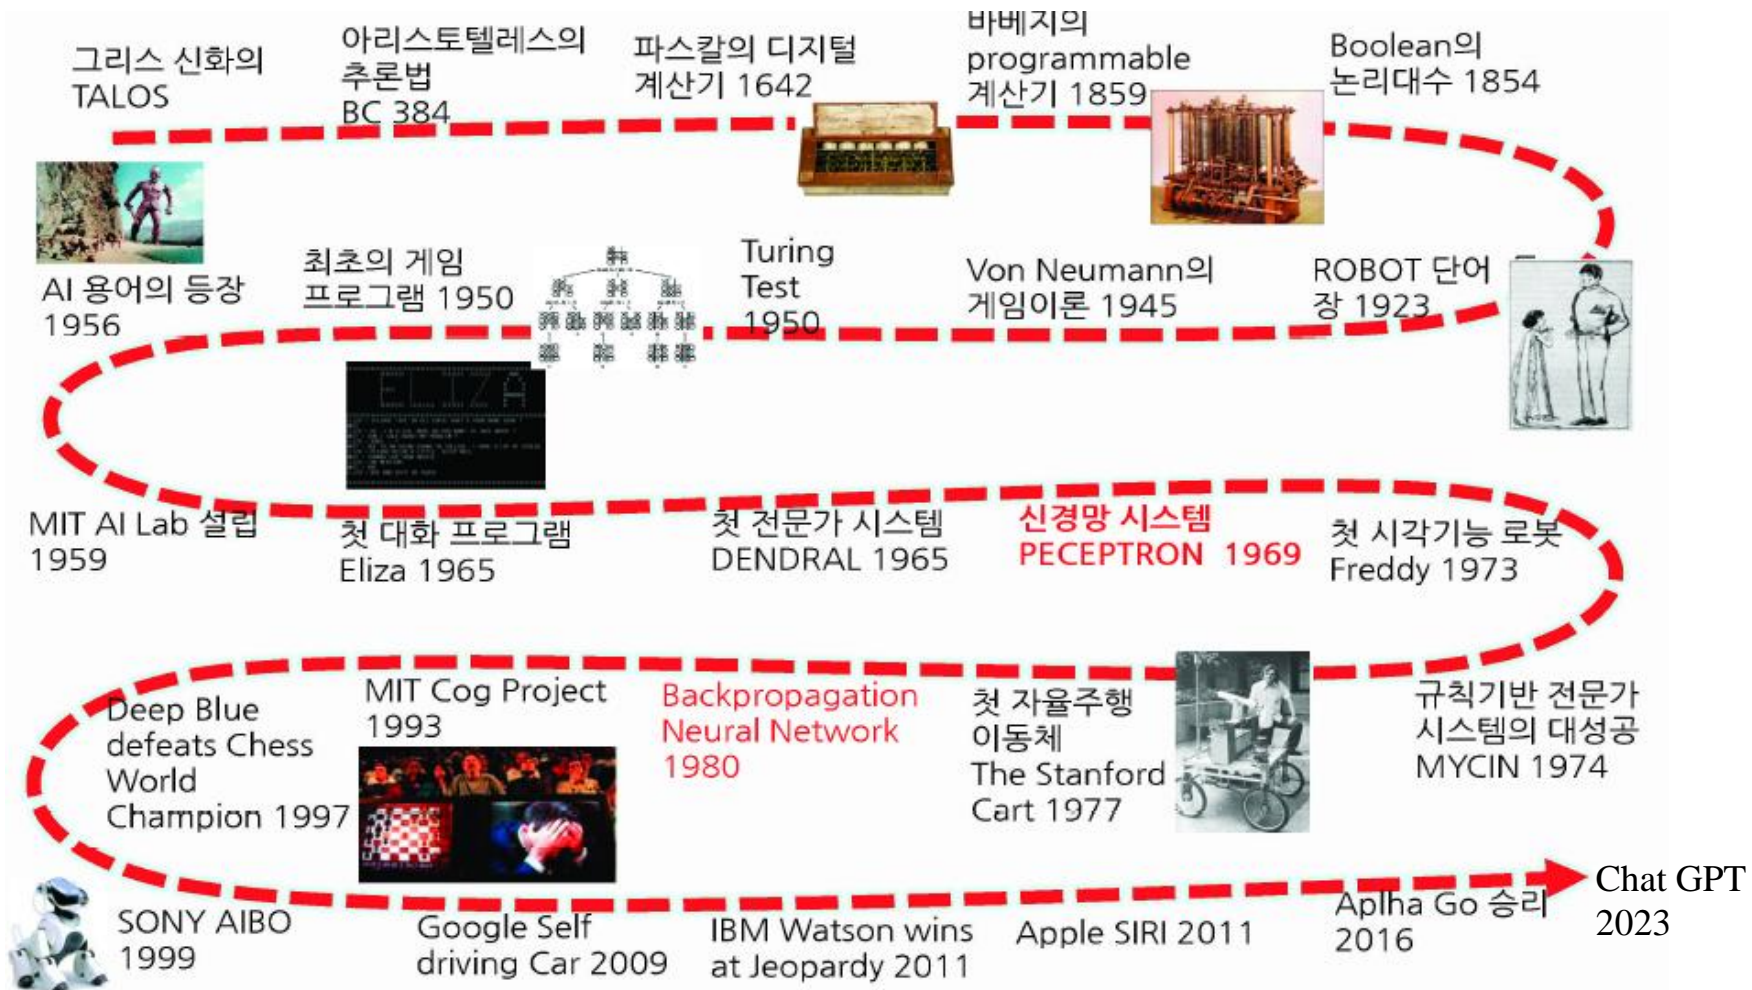 그리스 신화의
TALOS
아리스토텔레스의
추론법
BC 384
파스칼의 디지털
계산기 1642
바베지의
programmable
계산기 1859
Boolean의
논리대수 1854
ROBOT 단어
장 1923
Von Neumann의
게임이론 1945
Turing
Test
1950
최초의 게임
프로그램 1950
AI 용어의 등장
1956
ELIZA
MIT AI Lab 설립
1959
첫 대화 프로그램
Eliza 1965
첫 전문가 시스템
DENDRAL 1965
신경망 시스템
PECEPTRON 1969
첫 시각기능 로봇
Freddy 1973
규칙기반 전문가
시스템의 대성공
MYCIN 1974
첫 자율주행
이동체
The Stanford
Cart 1977
Backpropagation
Neural Network
1980
MIT Cog Project
1993
Deep Blue
defeats Chess
World
Champion 1997
SONY AIBO
1999
Google Self
driving Car 2009
IBM Watson wins
at Jeopardy 2011
Apple SIRI 2011
Aplha Go 승리
2016
Chat GPT
2023